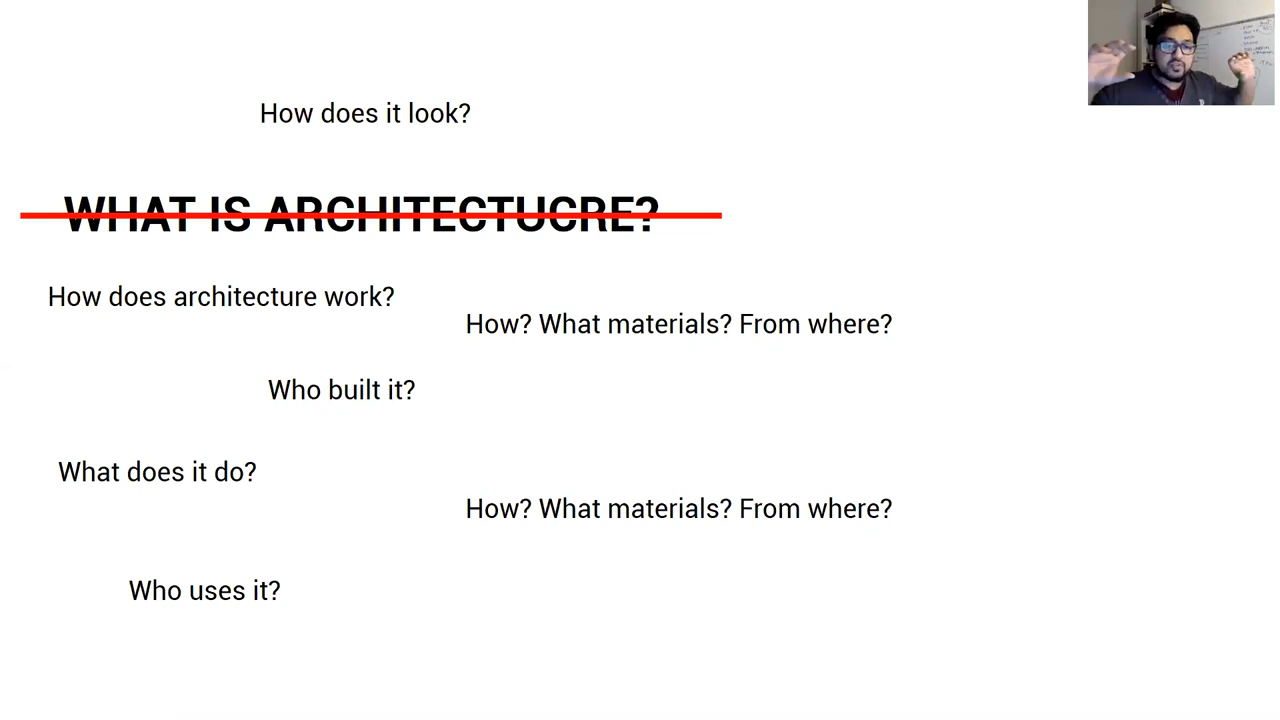 How does it look?
WHAT IS ARCHITECTUCRE?
How does architecture work?
How? What materials? From where?
Who built it?
What does it do?
How? What materials? From where?
Who uses it?